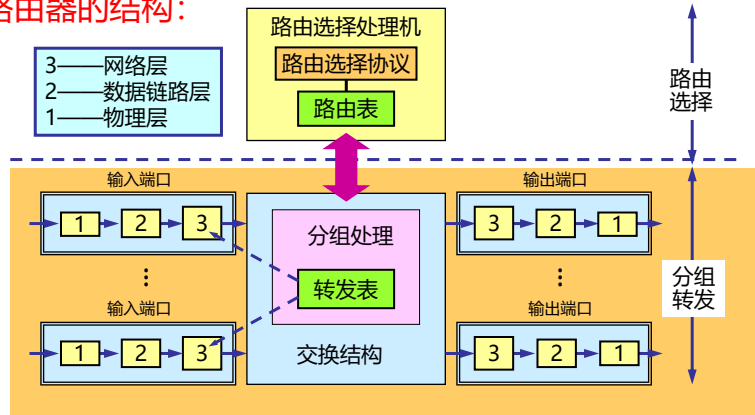 路由器的结构：
3——网络层
2——数据链路层
1——物理层
路由选择处理机
路由选择协议
路由表
路由
选择
输入端口
1 2 3
输出端口
3 2 1
分组处理
转发表
交换结构
输入端口
1 2 3
输出端口
3 2 1
分组
转发